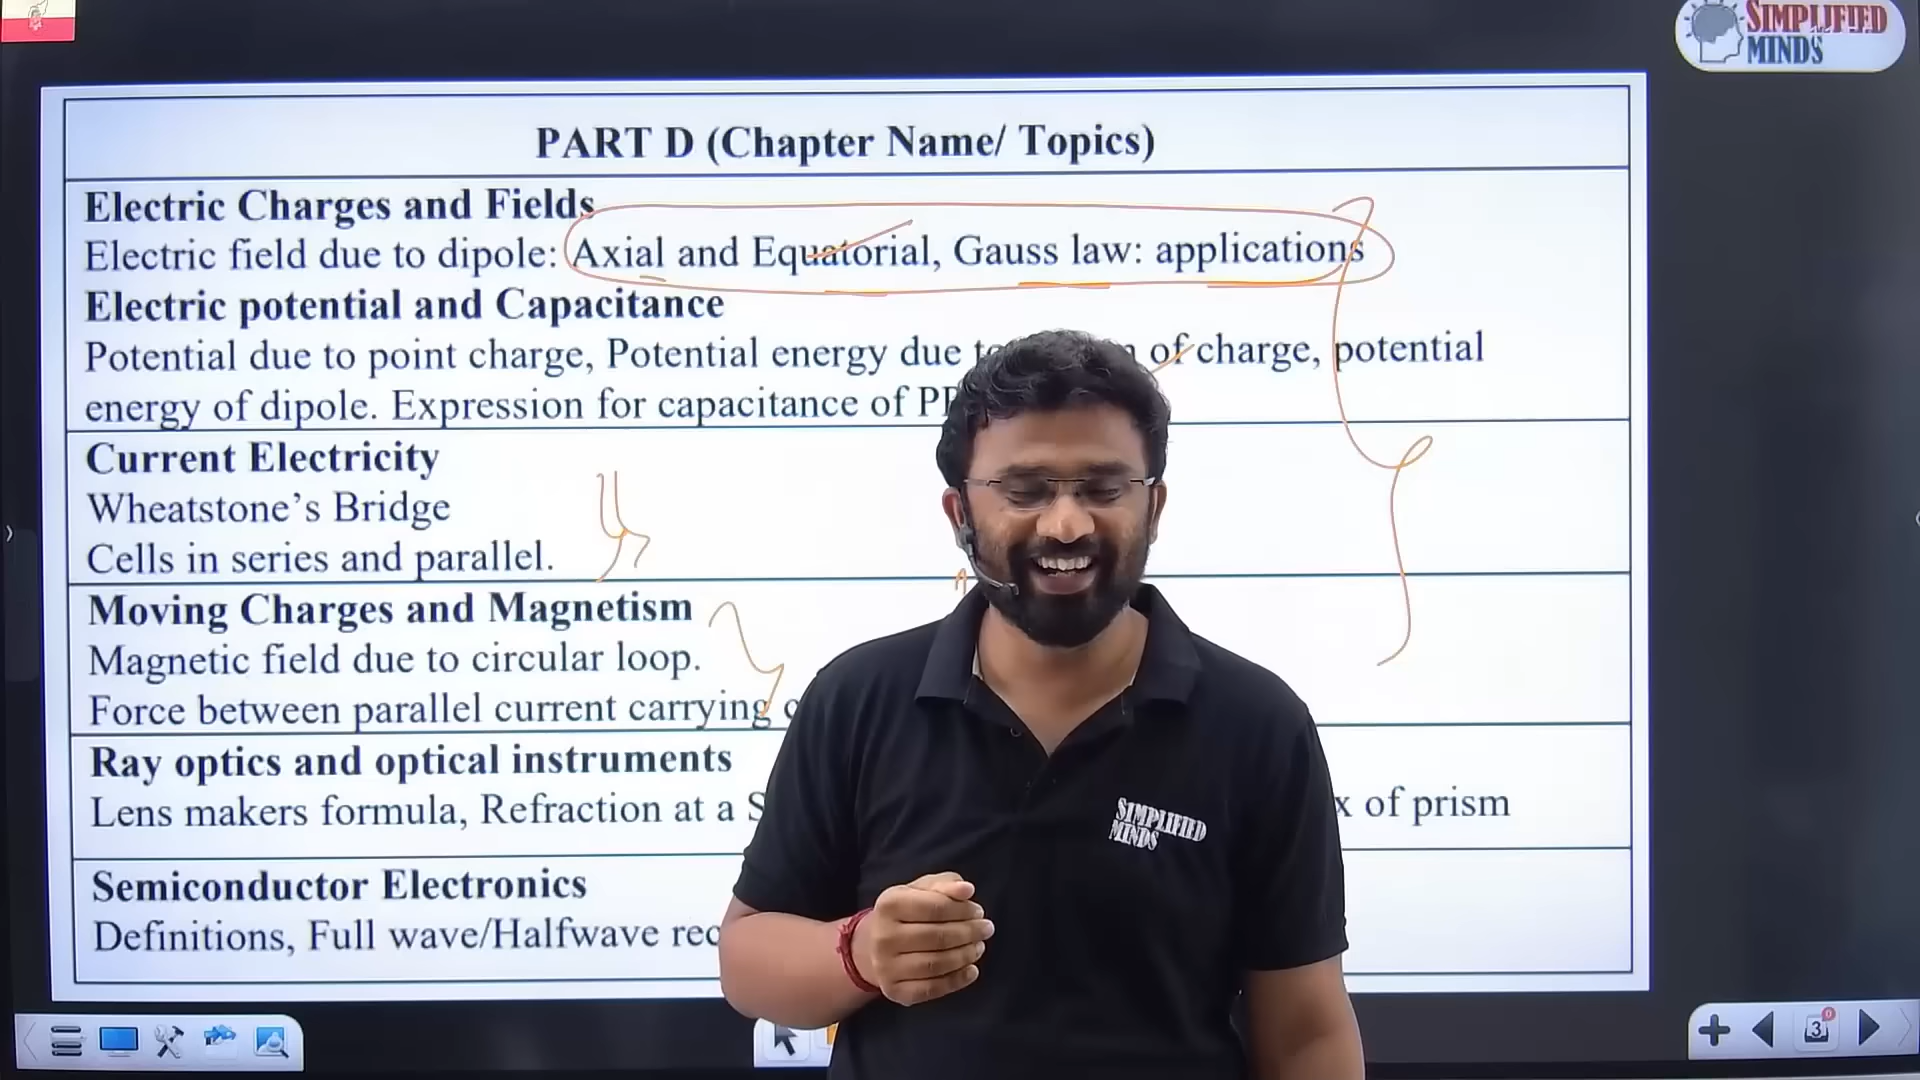 SIMPLIFIED
MINDS
PART D (Chapter Name/ Topics)
Electric Charges and Fields
Electric field due to dipole: Axial and Equatorial, Gauss law: applications
Electric potential and Capacitance
Potential due to point charge, Potential energy due of charge, potential
energy of dipole. Expression for capacitance of
Current Electricity
Wheatstone’s Bridge
Cells in series and parallel.
Moving Charges and Magnetism
Magnetic field due to circular loop.
Force between parallel current carrying
Ray optics and optical instruments
Lens makers formula, Refraction at a of prism
Semiconductor Electronics
Definitions, Full wave/Halfwave
SIMPLIFIED
MINDS
3